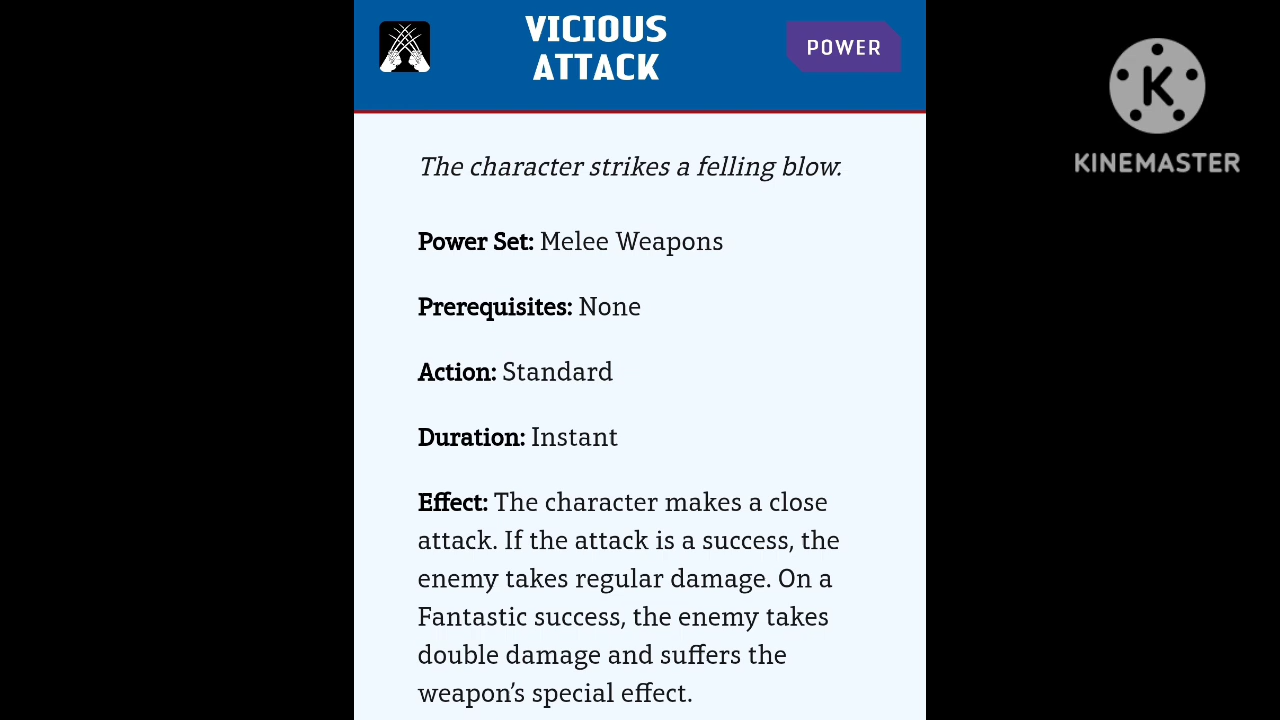 VICIOUS
ATTACK
POWER
K
KINEMASTER
The character strikes a felling blow.
Power Set: Melee Weapons
Prerequisites: None
Action: Standard
Duration: Instant
Effect: The character makes a close
attack. If the attack is a success, the
enemy takes regular damage. On a
Fantastic success, the enemy takes
double damage and suffers the
weapon’s special effect.